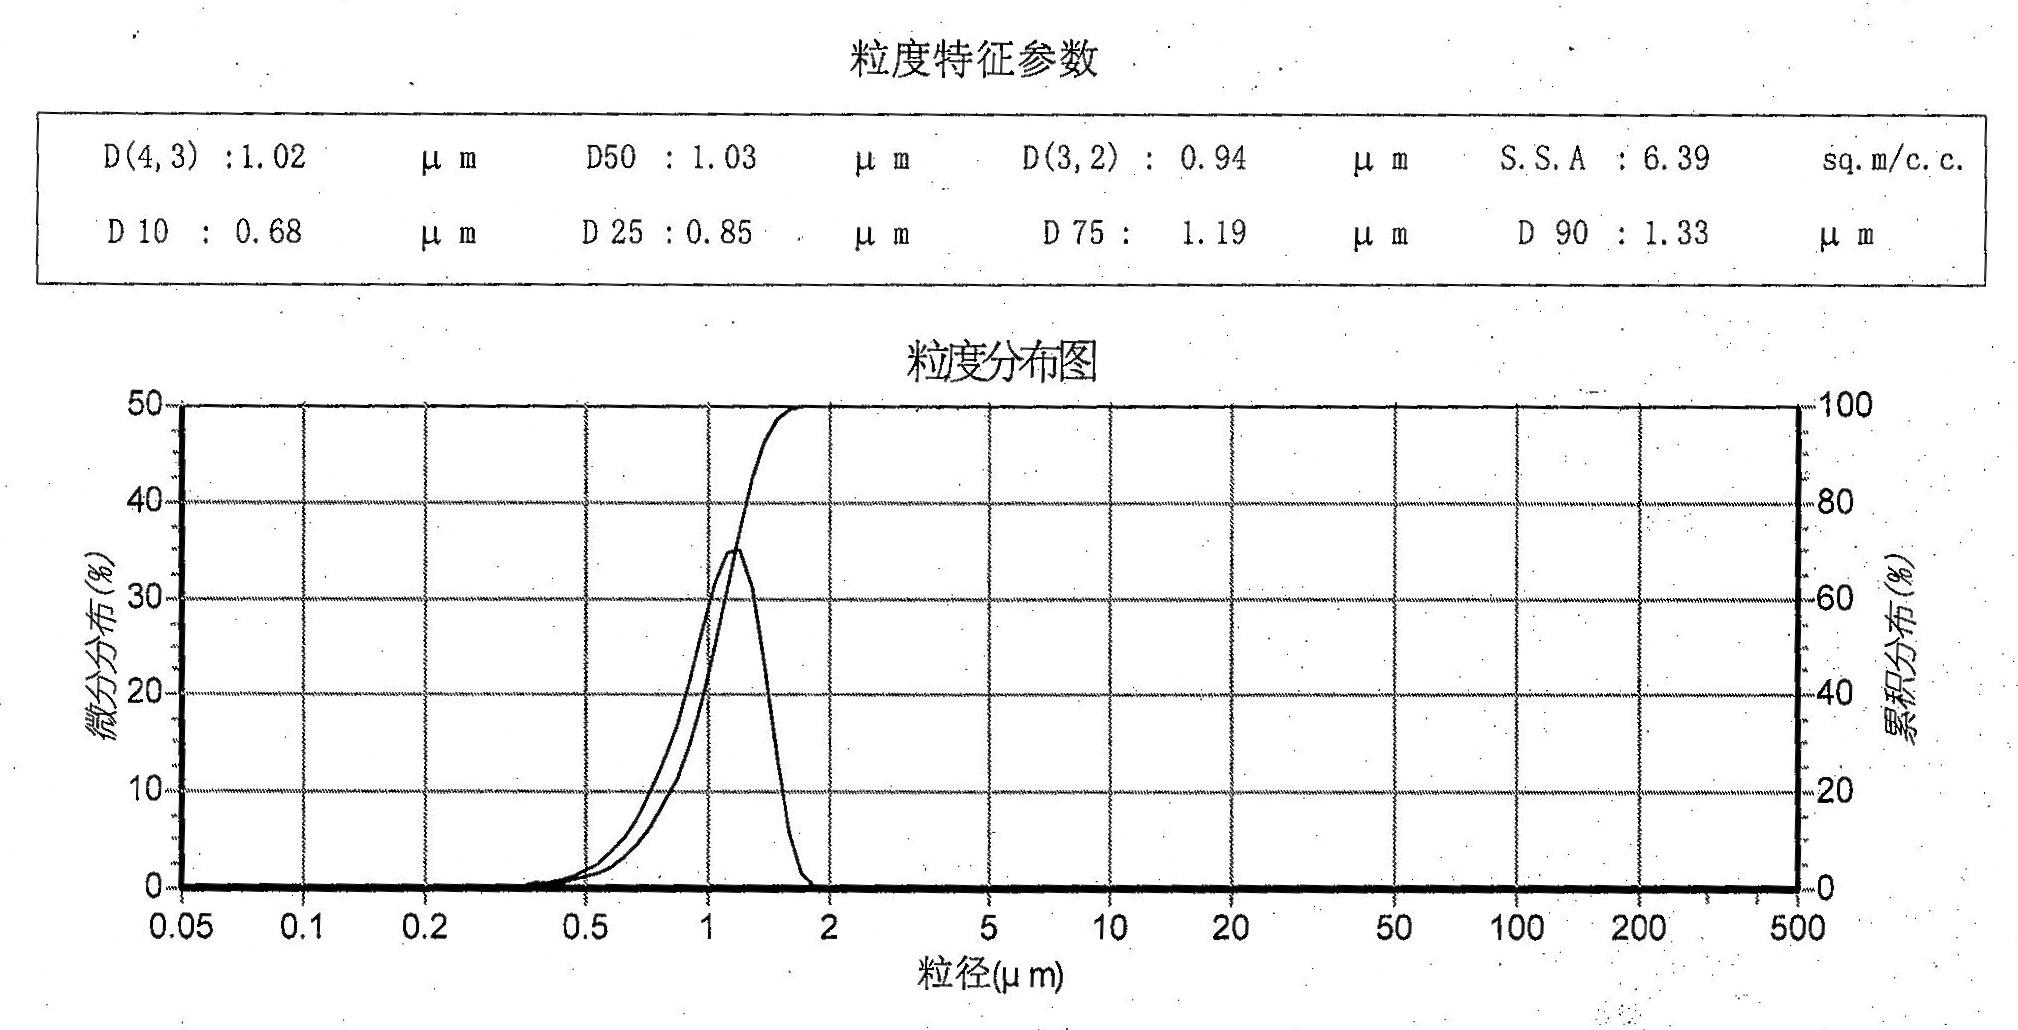 粒度特征参数
D(4,3) :1.02 μ m D50 : 1.03 μ m D(3,2) : 0.94 μ m S.S.A : 6.39 sq.m/c.c.
D 10 : 0.68 μ m D 25 : 0.85 μ m D 75 : 1.19 μ m D 90 : 1.33 μ m
粒度分布图
50 100
40 80
30 60
20 40
10 20
0 0
微分分布(%)
累积分布(%)
0.05 0.1 0.2 0.5 1 2 5 10 20 50 100 200 500
粒径(μ m)